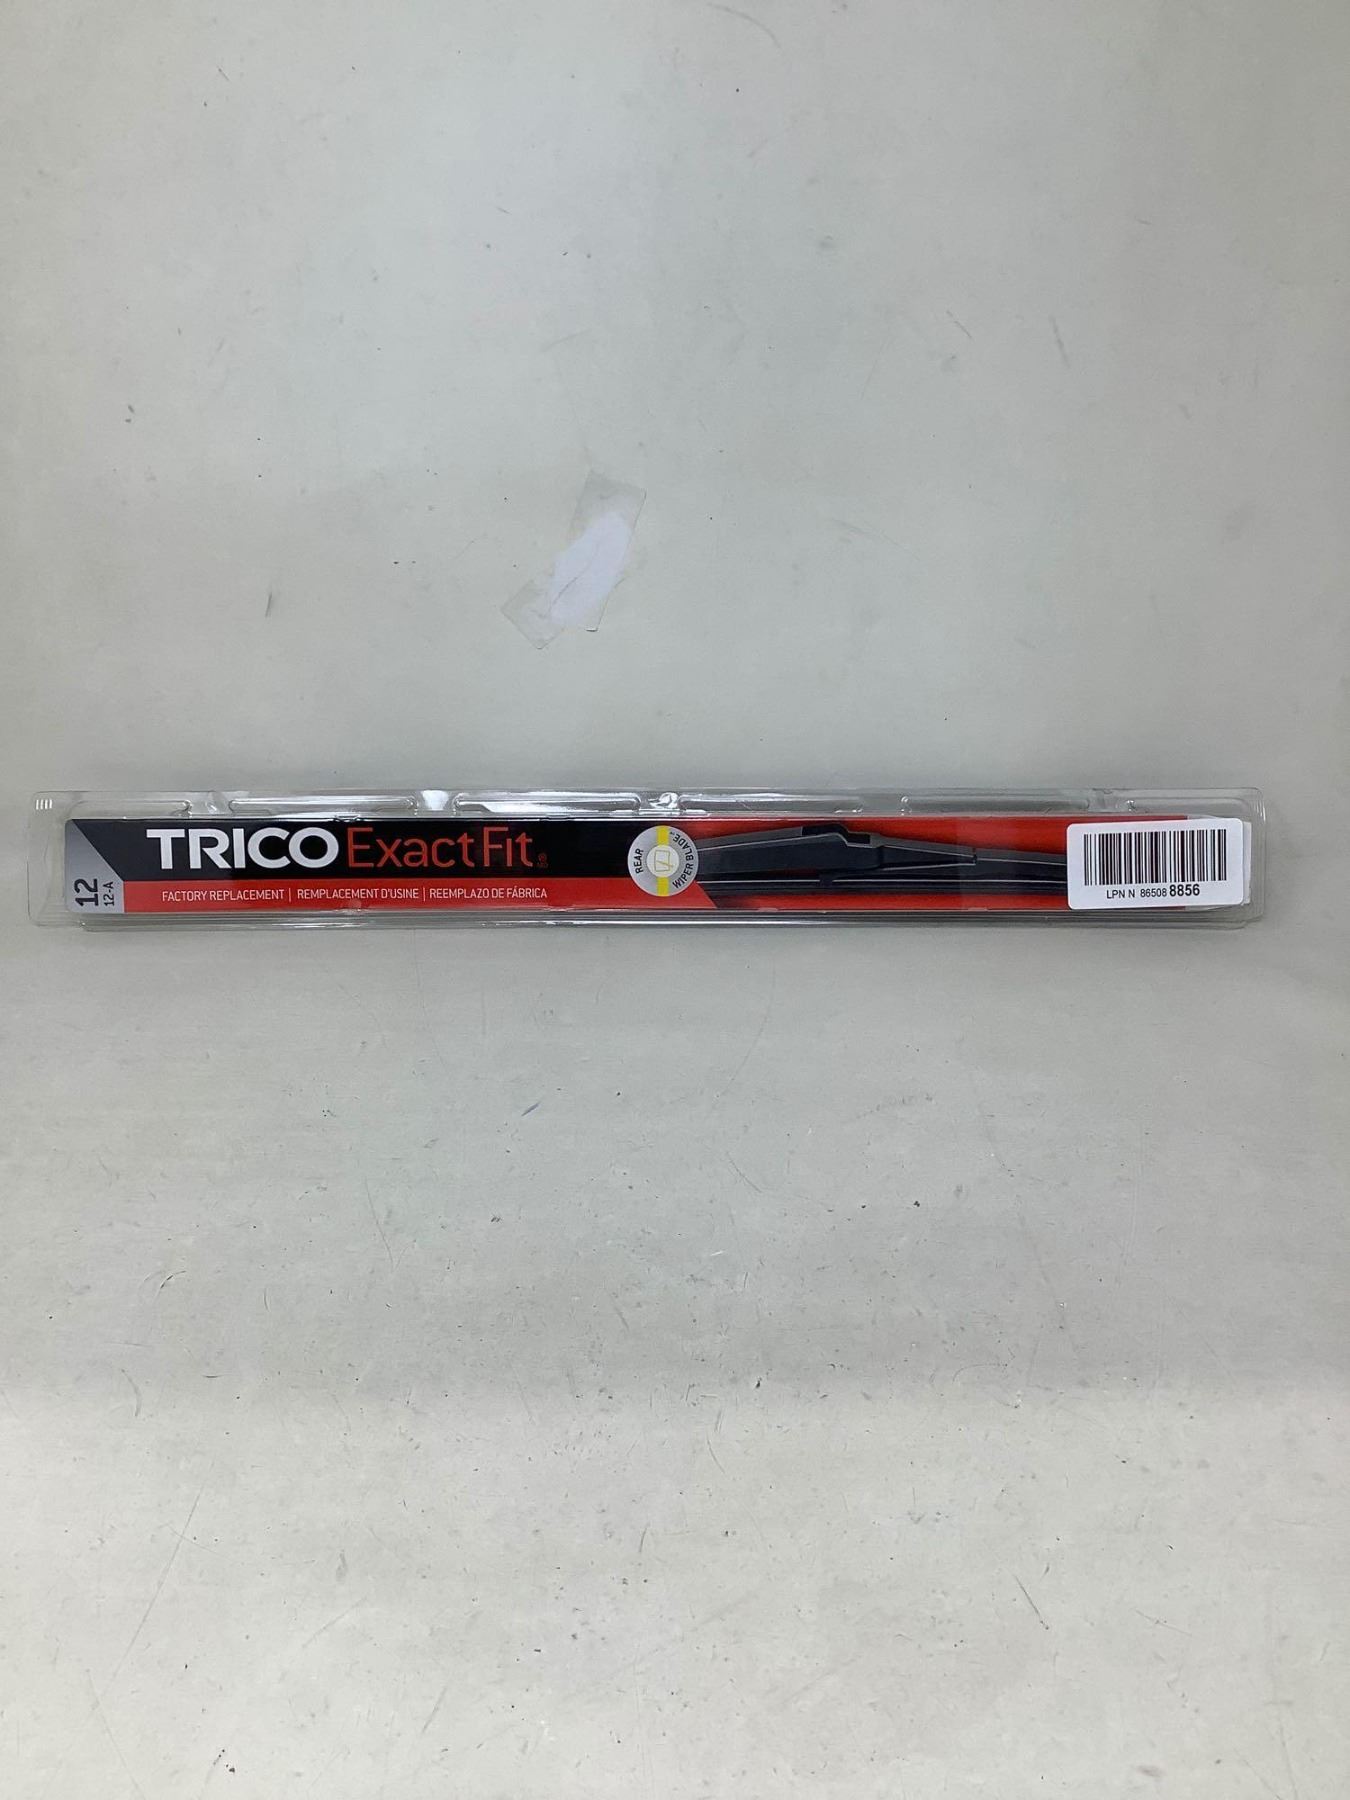 12
12-A
TRICO ExactFit®
FACTORY REPLACEMENT | REMPLACEMENT D'USINE | REEMPLAZO DE FÁBRICA
REAR
WIPER BLADE
LPN N 86508 8856